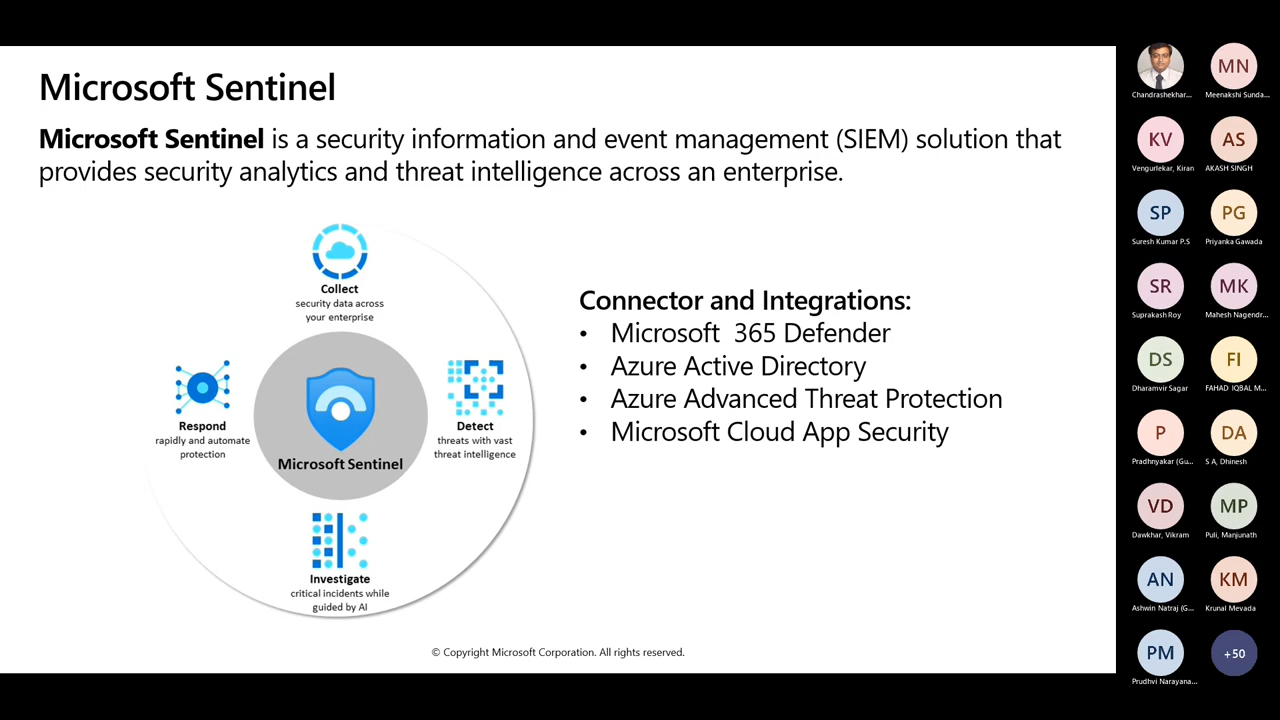 Microsoft Sentinel
Microsoft Sentinel is a security information and event management (SIEM) solution that
provides security analytics and threat intelligence across an enterprise.
Collect
security data across
your enterprise
Respond
rapidly and automate
protection
Microsoft Sentinel
Detect
threats with vast
threat intelligence
Investigate
critical incidents while
guided by AI
Connector and Integrations:
• Microsoft  365 Defender
• Azure Active Directory
• Azure Advanced Threat Protection
• Microsoft Cloud App Security
© Copyright Microsoft Corporation. All rights reserved.
MN
Chandrashekhar...
Meenakshi Sunda...
KV
AS
Vengurlekar, Kiran
AKASH SINGH
SP
PG
Suresh Kumar P.S
Priyanka Gawada
SR
MK
Suprakash Roy
Mahesh Nagendr...
DS
FI
Dharamvir Sagar
FAHAD IQBAL M...
P
DA
Pradhnyakar (Gu...
S A, Dhinesh
VD
MP
Dawkhar, Vikram
Puli, Manjunath
AN
KM
Ashwin Natraj (G...
Krunal Mevada
PM
+50
Prudhvi Narayana...